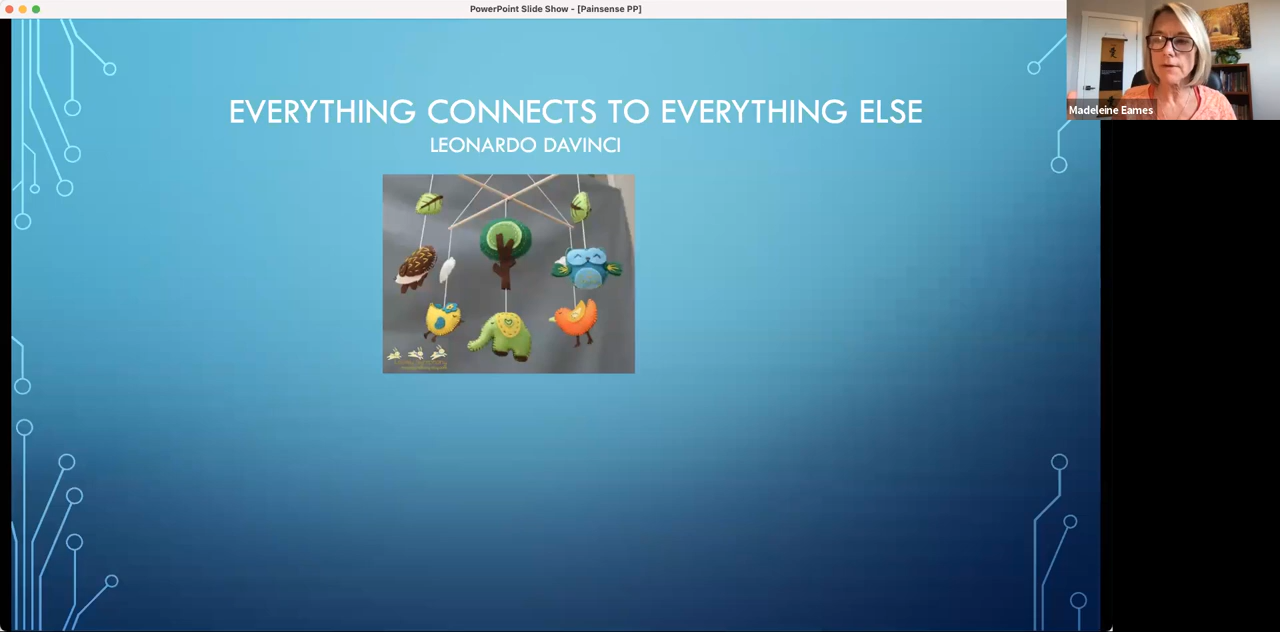 PowerPoint Slide Show - [Painsense PP]
EVERYTHING CONNECTS TO EVERYTHING ELSE
LEONARDO DAVINCI
Madeleine Eames